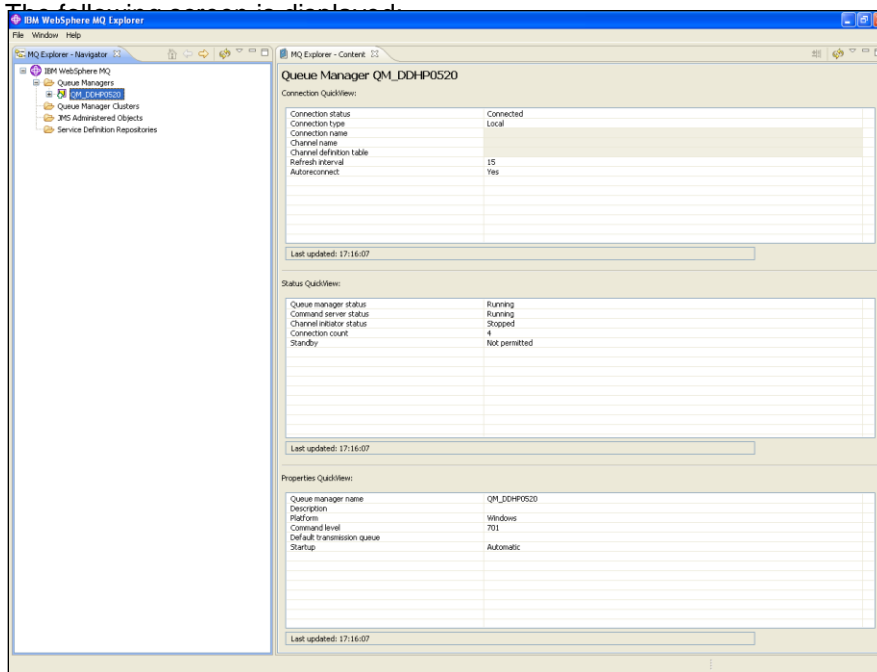 The following screen is displayed:
IBM WebSphere MQ Explorer
File Window Help
MQ Explorer - Navigator
IBM WebSphere MQ
Queue Managers
QM_DDHP0520
Queue Manager Clusters
JMS Administered Objects
Service Definition Repositories
MQ Explorer - Content
Queue Manager QM_DDHP0520
Connection QuickView:
Connection status Connected
Connection type Local
Connection name
Channel name
Channel definition table
Refresh interval 15
Autoreconnect Yes
Last updated: 17:16:07
Status QuickView:
Queue manager status Running
Command server status Running
Channel initiator status Stopped
Connection count 4
Standby Not permitted
Last updated: 17:16:07
Properties QuickView:
Queue manager name QM_DDHP0520
Description
Platform Windows
Command level 701
Default transmission queue
Startup Automatic
Last updated: 17:16:07